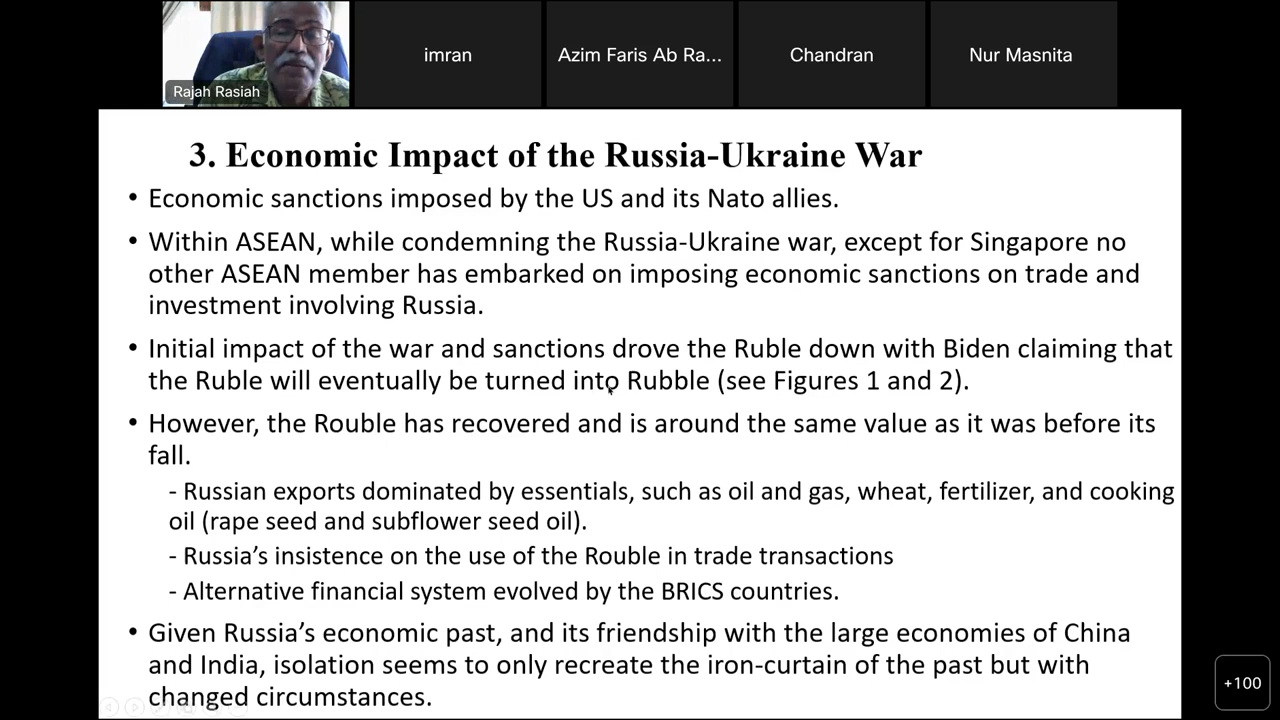 imran
Azim Faris Ab Ra...
Chandran
Nur Masnita
Rajah Rasiah
3. Economic Impact of the Russia-Ukraine War
• Economic sanctions imposed by the US and its Nato allies.
• Within ASEAN, while condemning the Russia-Ukraine war, except for Singapore no
other ASEAN member has embarked on imposing economic sanctions on trade and
investment involving Russia.
• Initial impact of the war and sanctions drove the Ruble down with Biden claiming that
the Ruble will eventually be turned into Rubble (see Figures 1 and 2).
• However, the Rouble has recovered and is around the same value as it was before its
fall.
- Russian exports dominated by essentials, such as oil and gas, wheat, fertilizer, and cooking
oil (rape seed and subflower seed oil).
- Russia's insistence on the use of the Rouble in trade transactions
- Alternative financial system evolved by the BRICS countries.
• Given Russia's economic past, and its friendship with the large economies of China
and India, isolation seems to only recreate the iron-curtain of the past but with
changed circumstances.
+100